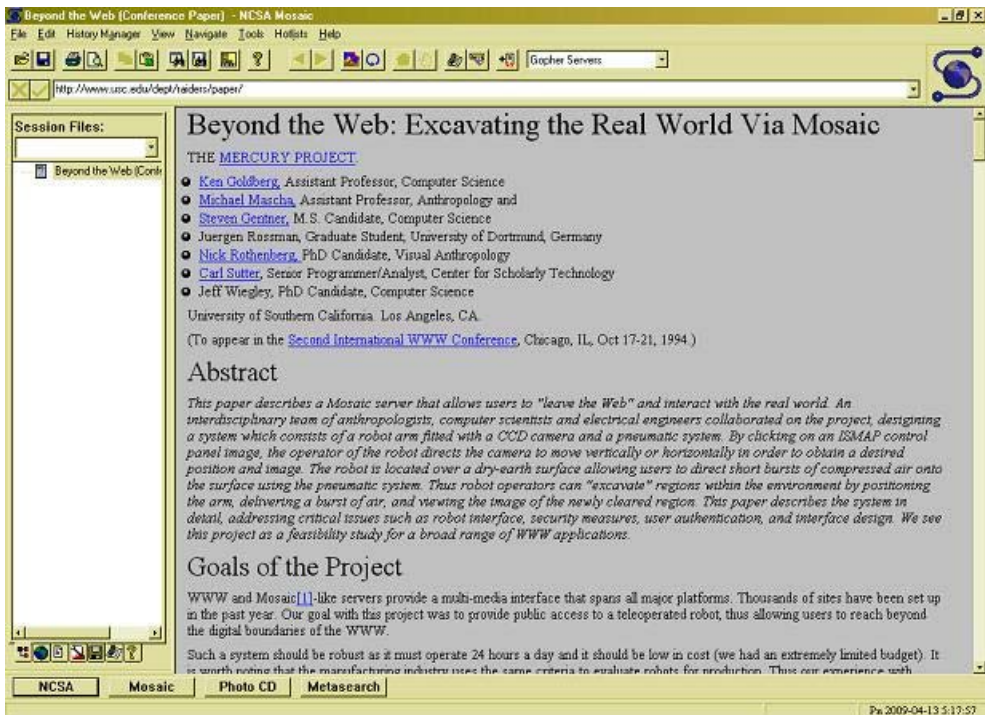 Beyond the Web (Conference Paper) - NCSA Mosaic
File Edit History Manager View Navigate Tools Hotlists Help
Gopher Servers
http://www.usc.edu/dept/raiders/paper/
Session Files:
Beyond the Web (Confe
Beyond the Web: Excavating the Real World Via Mosaic
THE MERCURY PROJECT.
Ken Goldberg, Assistant Professor, Computer Science
Michael Mascha, Assistant Professor, Anthropology and
Steven Gentner, M.S. Candidate, Computer Science
Juergen Rossman, Graduate Student, University of Dortmund, Germany
Nick Rothenberg, PhD Candidate, Visual Anthropology
Carl Sutter, Senior Programmer/Analyst, Center for Scholarly Technology
Jeff Wiegley, PhD Candidate, Computer Science
University of Southern California. Los Angeles, CA.
(To appear in the Second International WWW Conference, Chicago, IL, Oct 17-21, 1994.)
Abstract
This paper describes a Mosaic server that allows users to "leave the Web" and interact with the real world. An
interdisciplinary team of anthropologists, computer scientists and electrical engineers collaborated on the project, desigining
a system which consists of a robot arm fitted with a CCD camera and a pneumatic system. By clicking on an ISMAP control
panel image, the operator of the robot directs the camera to move vertically or horizontally in order to obtain a desired
position and image. The robot is located over a dry-earth surface allowing users to direct short bursts of compressed air onto
the surface using the pneumatic system. Thus robot operators can "excavate" regions within the environment by positioning
the arm, delivering a burst of air, and viewing the image of the newly cleared region. This paper describes the system in
detail, addressing critical issues such as robot interface, security measures, user authentication, and interface design. We see
this project as a feasibility study for a broad range of WWW applications.
Goals of the Project
WWW and Mosaic[1]-like servers provide a multi-media interface that spans all major platforms. Thousands of sites have been set up
in the past year. Our goal with this project was to provide public access to a teleoperated robot, thus allowing users to reach beyond
the digital boundaries of the WWW.
Such a system should be robust as it must operate 24 hours a day and it should be low in cost (we had an extremely limited budget). It
is worth noting that the manufacturing industry uses the same criteria to evaluate robots for production. Thus our experience with
NCSA Mosaic Photo CD Metasearch
Pn 2009-04-13 5:17:57